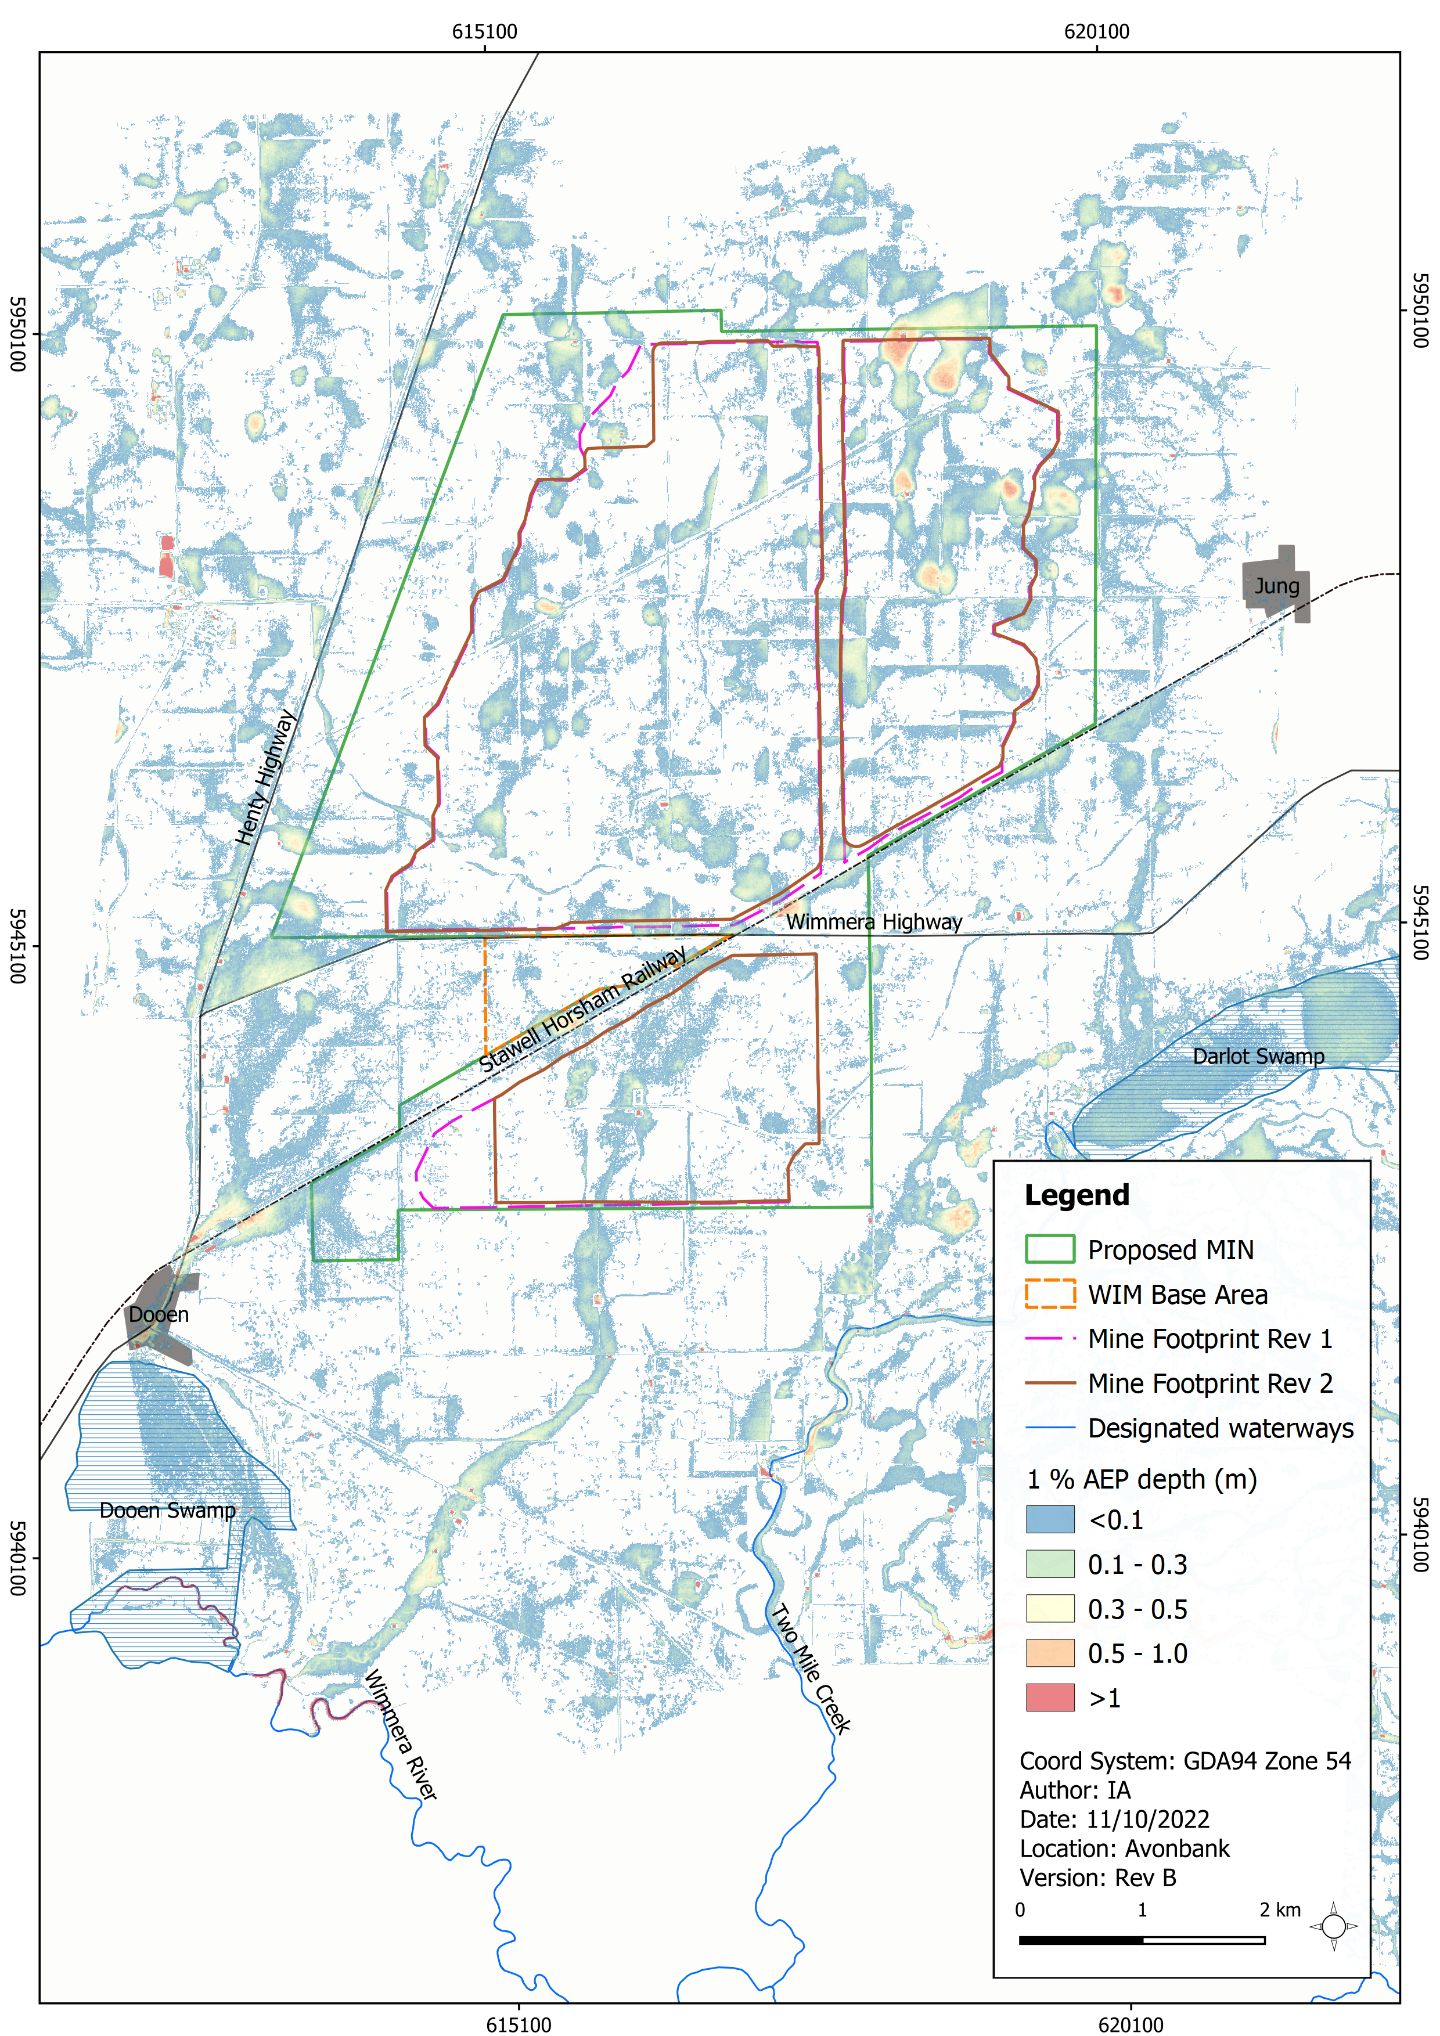 615100
620100
5950100
5950100
Jung
Henty Highway
5945100
5945100
Wimmera Highway
Stawell Horsham Railway
Darlot Swamp
Dooen
Dooen Swamp
5940100
5940100
Two Mile Creek
Wimmera River
Legend
Proposed MIN
WIM Base Area
Mine Footprint Rev 1
Mine Footprint Rev 2
Designated waterways
1 % AEP depth (m)
<0.1
0.1 - 0.3
0.3 - 0.5
0.5 - 1.0
>1
Coord System: GDA94 Zone 54
Author: IA
Date: 11/10/2022
Location: Avonbank
Version: Rev B
0 1 2 km
615100
620100